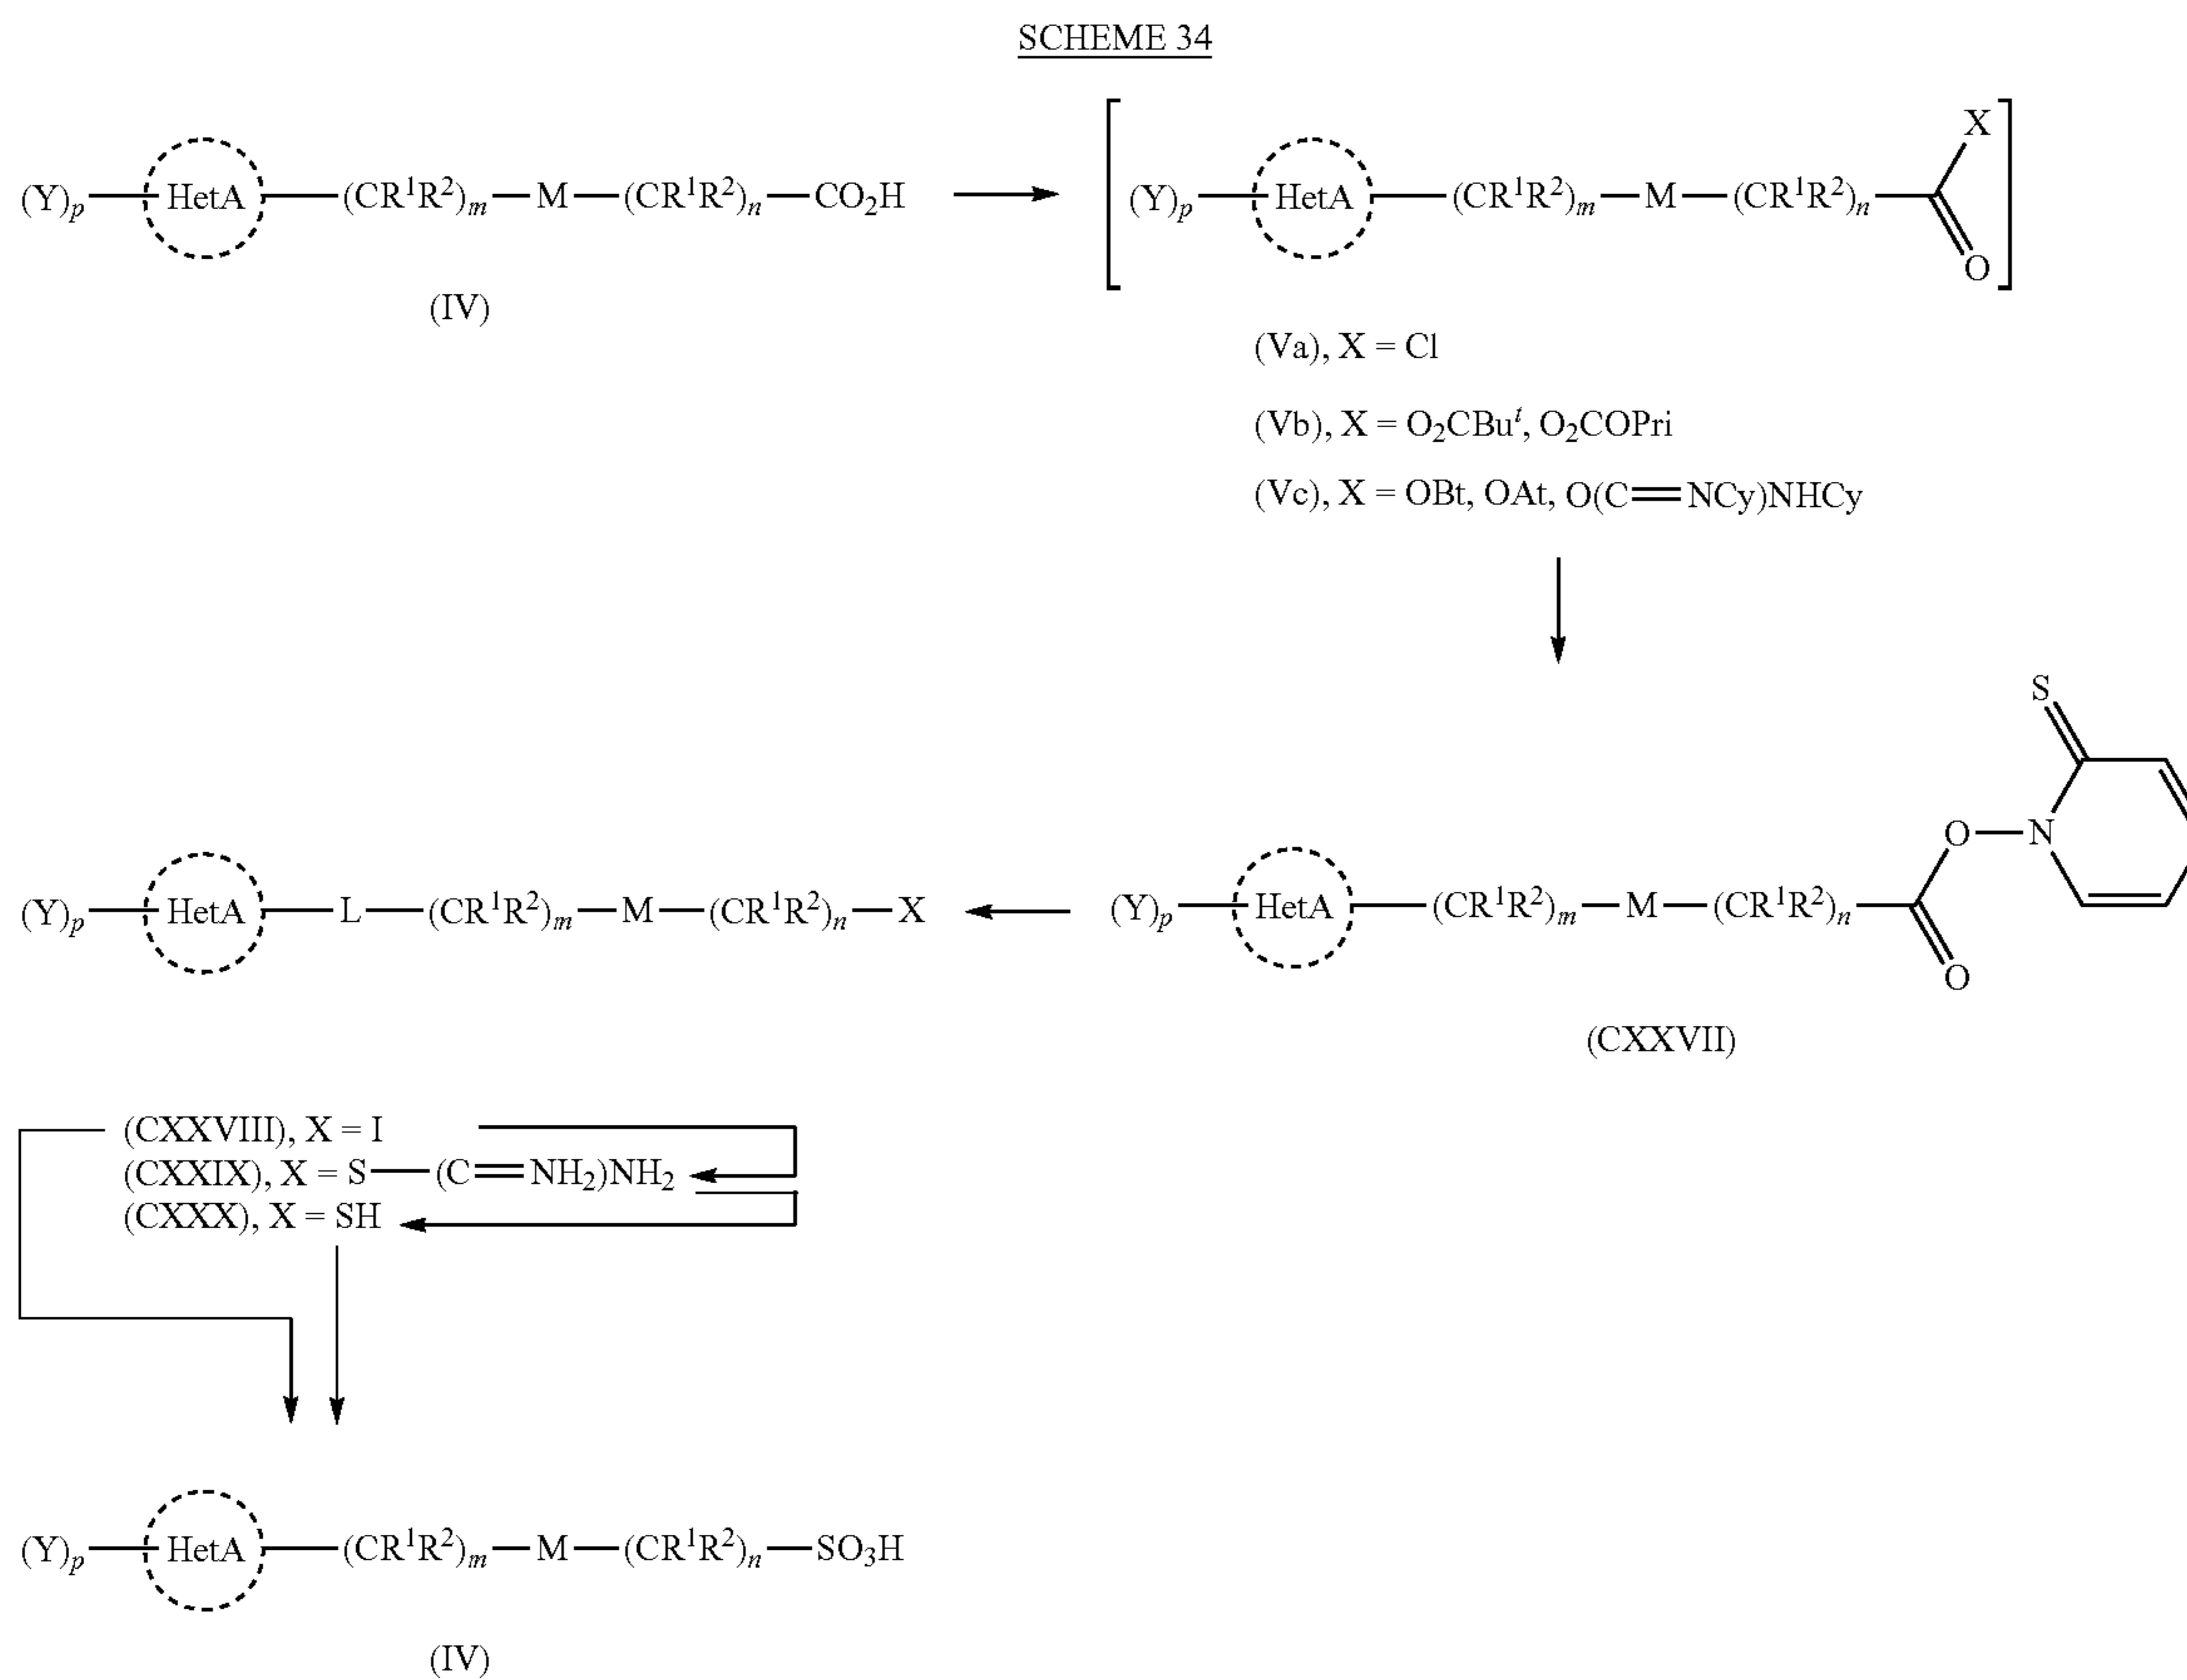 SCHEME 34
(Y)p—HetA—(CR¹R²)m—M—(CR¹R²)n—CO₂H
(IV)
(Y)p—HetA—(CR¹R²)m—M—(CR¹R²)n
X
O
(Va), X = Cl
(Vb), X = O₂CBuᵗ, O₂COPri
(Vc), X = OBt, OAt, O(C=NCy)NHCy
(Y)p—HetA—L—(CR¹R²)m—M—(CR¹R²)n—X
(Y)p—HetA—(CR¹R²)m—M—(CR¹R²)n
S
O—N
O
(CXXVII)
(CXXVIII), X = I
(CXXIX), X = S—(C=NH₂)NH₂
(CXXX), X = SH
(Y)p—HetA—(CR¹R²)m—M—(CR¹R²)n—SO₃H
(IV)